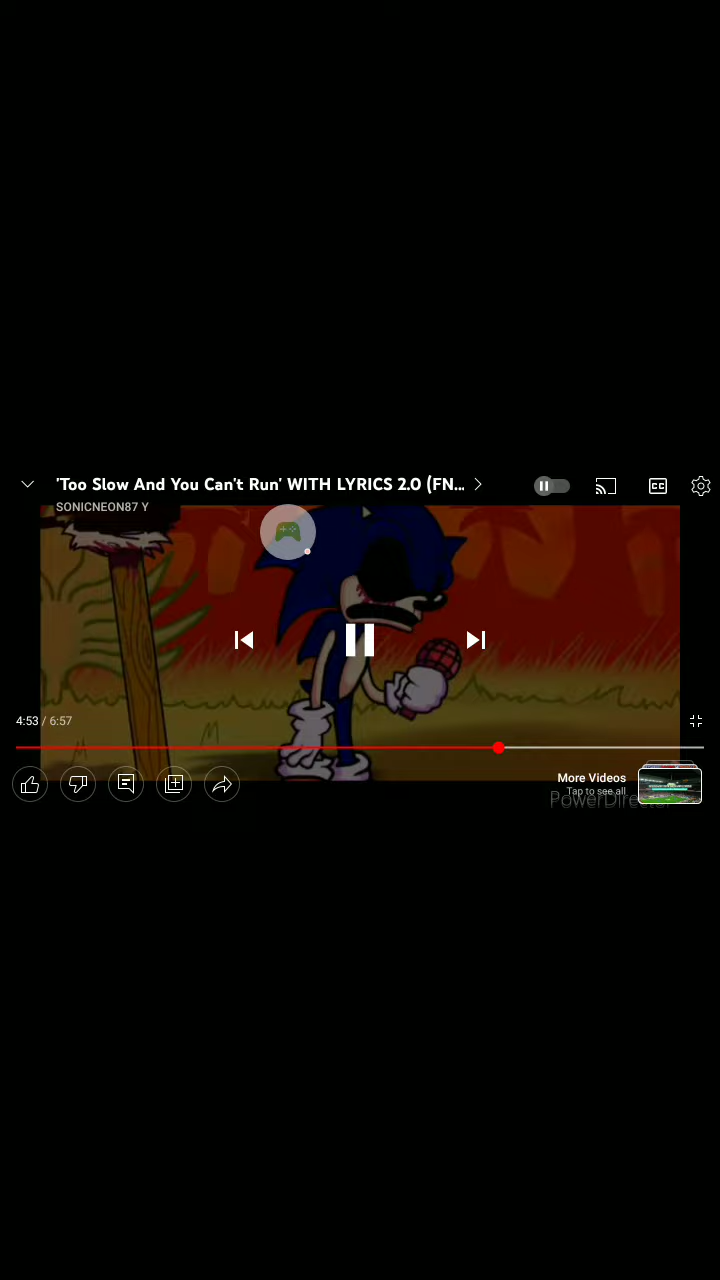 'Too Slow And You Can't Run' WITH LYRICS 2.0 (FN...
SONICNEON87 Y
CC
4:53 / 6:57
More Videos
Tap to see all
PowerDirector